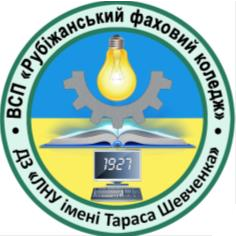 ВСП «Рубіжанський фаховий коледж»
1927
ДЗ «ЛНУ імені Тараса Шевченка»